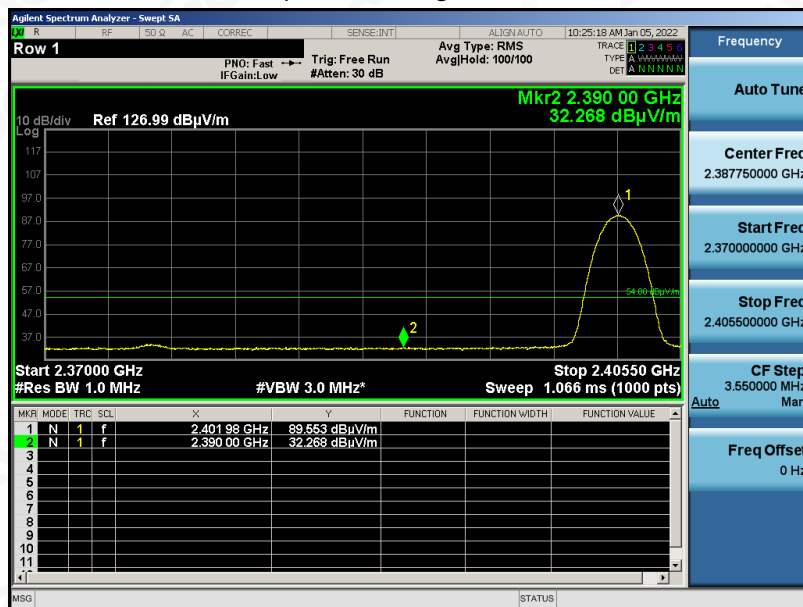 Agilent Spectrum Analyzer - Swept SA
LXI R RF 50 Ω AC CORREC SENSE:INT ALIGN AUTO 10:25:18 AM Jan 05, 2022
Row 1
PNO: Fast
IFGain:Low
Trig: Free Run
#Atten: 30 dB
Avg Type: RMS
Avg|Hold: 100/100
TRACE 1 2 3 4 5 6
TYPE A
DET A N N N N N
Mkr2 2.390 00 GHz
32.268 dBµV/m
10 dB/div Ref 126.99 dBµV/m
Log
117
107
97.0
87.0
77.0
67.0
57.0
47.0
37.0
1
54.00 dBµV/m
2
Start 2.37000 GHz Stop 2.40550 GHz
#Res BW 1.0 MHz #VBW 3.0 MHz* Sweep 1.066 ms (1000 pts)
MKR MODE TRC SCL X Y FUNCTION FUNCTION WIDTH FUNCTION VALUE
1 N 1 f 2.401 98 GHz 89.553 dBµV/m
2 N 1 f 2.390 00 GHz 32.268 dBµV/m
3
4
5
6
7
8
9
10
11
MSG STATUS
Frequency
Auto Tune
Center Freq
2.387750000 GHz
Start Freq
2.370000000 GHz
Stop Freq
2.405500000 GHz
CF Step
3.550000 MHz
Auto Man
Freq Offset
0 Hz